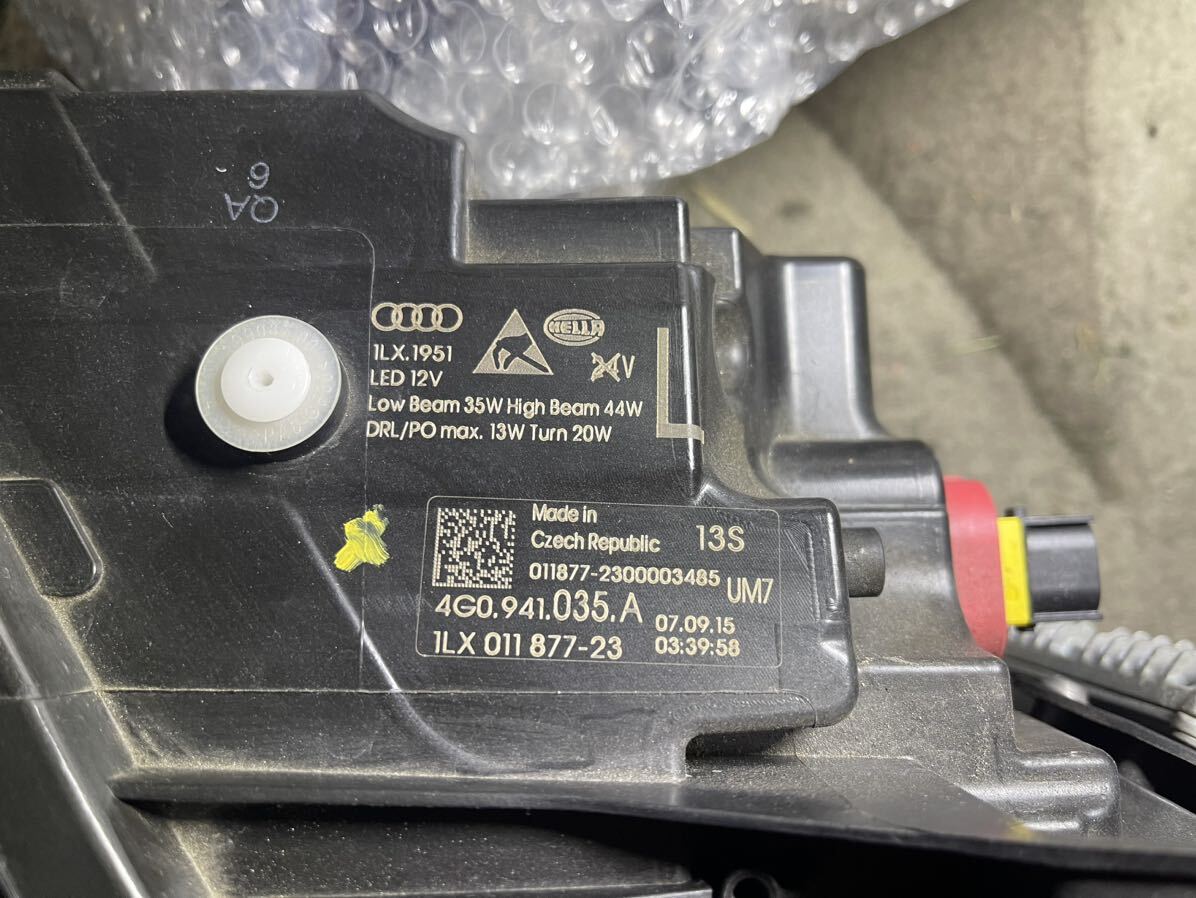 QA
6
1LX.1951
LED 12V
Low Beam 35W High Beam 44W
DRL/PO max. 13W Turn 20W
HELLA
24V
L
Made in
Czech Republic
13S
011877-2300003485
UM7
4G0.941.035.A
07.09.15
1LX 011 877-23
03:39:58